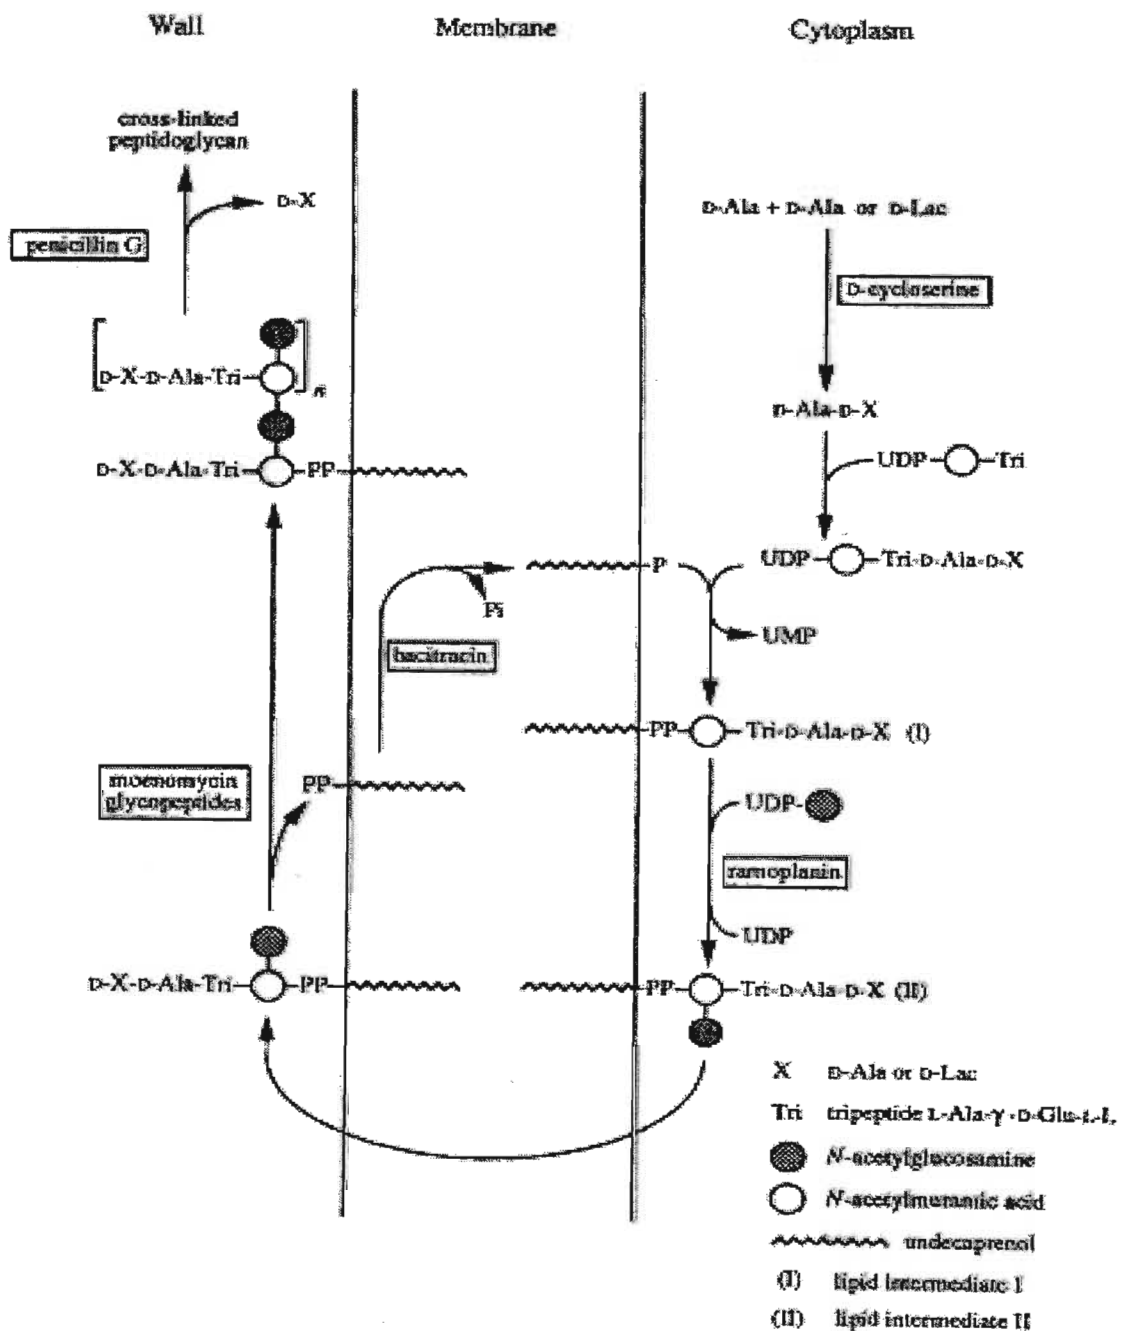 Wall
Membrane
Cytoplasm
cross-linked
peptidoglycan
D-X
penicillin G
D-X-D-Ala-Tri
n
D-X-D-Ala-Tri
PP
moenomycin
glycopeptides
PP
D-X-D-Ala-Tri
PP
bacitracin
Pi
D-Ala + D-Ala or D-Lac
D-cycloserine
D-Ala-D-X
UDP
Tri
P
UDP
Tri-D-Ala-D-X
UMP
PP
Tri-D-Ala-D-X (I)
UDP-
ramoplanin
UDP
PP
Tri-D-Ala-D-X (II)
X D-Ala or D-Lac
Tri tripeptide L-Ala-γ-D-Glu-L-L
N-acetylglucosamine
N-acetylmuramic acid
undecaprenol
(I) lipid intermediate I
(II) lipid intermediate II